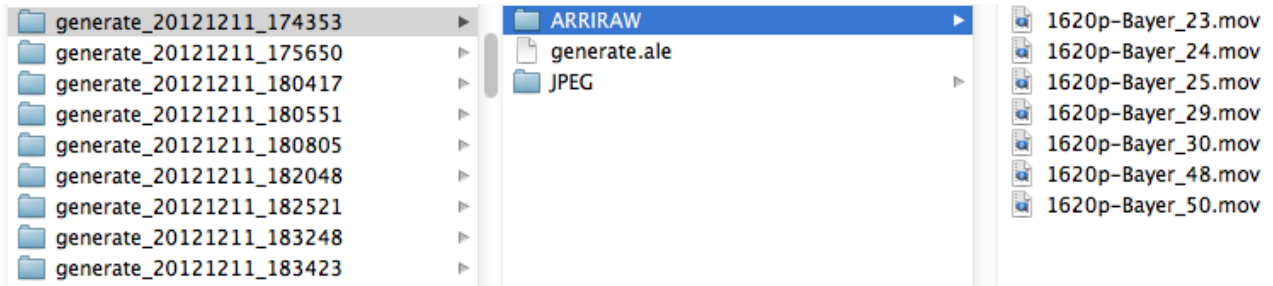 generate_20121211_174353
generate_20121211_175650
generate_20121211_180417
generate_20121211_180551
generate_20121211_180805
generate_20121211_182048
generate_20121211_182521
generate_20121211_183248
generate_20121211_183423
ARRIRAW
generate.ale
JPEG
1620p-Bayer_23.mov
1620p-Bayer_24.mov
1620p-Bayer_25.mov
1620p-Bayer_29.mov
1620p-Bayer_30.mov
1620p-Bayer_48.mov
1620p-Bayer_50.mov